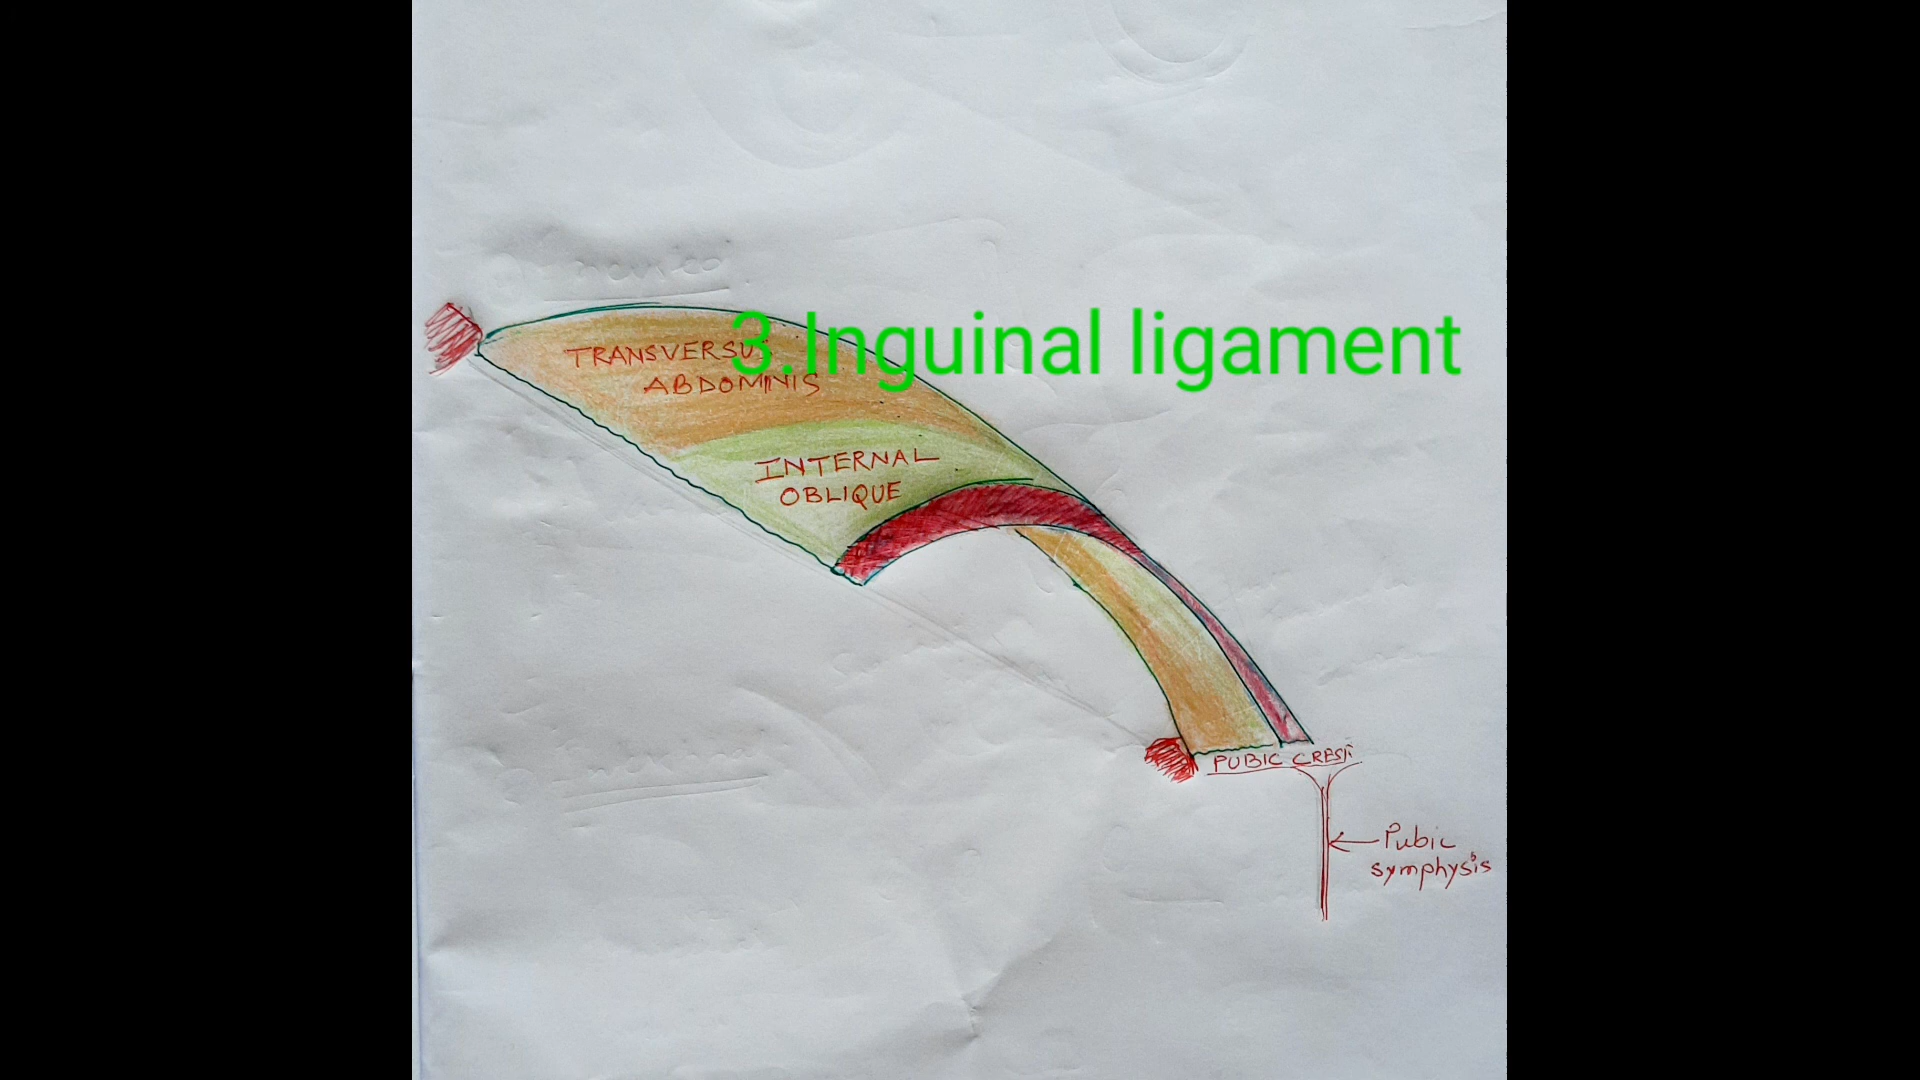 3.Inguinal ligament
TRANSVERSUS
ABDOMINIS
INTERNAL
OBLIQUE
PUBIC CREST
Pubic
symphysis